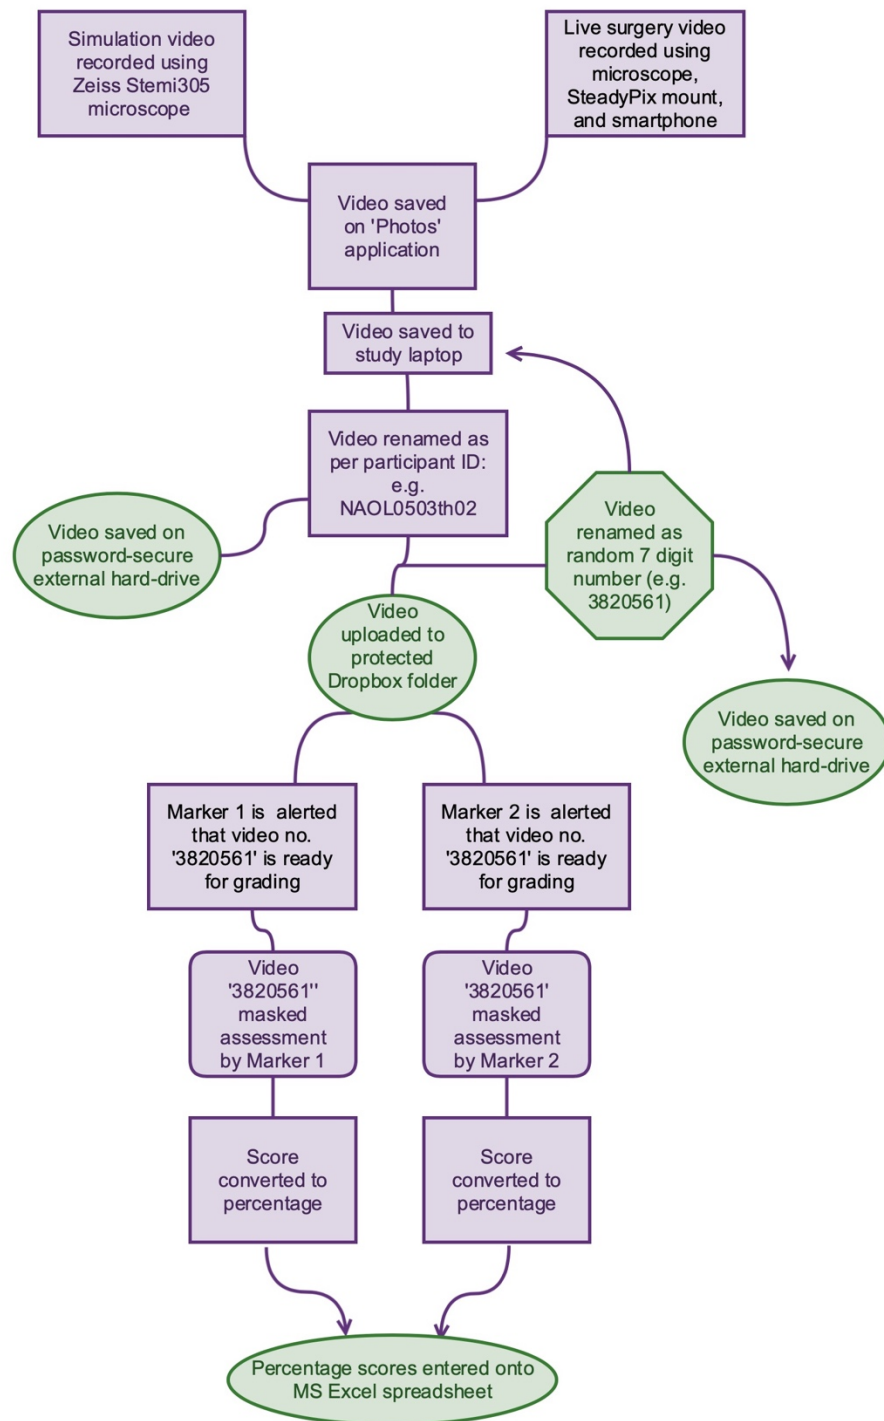 Simulation video
recorded using
Zeiss Stemi305
microscope
Live surgery video
recorded using
microscope,
SteadyPix mount,
and smartphone
Video saved
on 'Photos'
application
Video saved to
study laptop
Video renamed as
per participant ID:
e.g.
NAOL0503th02
Video saved on
password-secure
external hard-drive
Video
renamed as
random 7 digit
number (e.g.
3820561)
Video
uploaded to
protected
Dropbox folder
Video saved on
password-secure
external hard-drive
Marker 1 is  alerted
that video no.
'3820561' is ready
for grading
Marker 2 is  alerted
that video no.
'3820561' is ready
for grading
Video
'3820561''
masked
assessment
by Marker 1
Video
'3820561'
masked
assessment
by Marker 2
Score
converted to
percentage
Score
converted to
percentage
Percentage scores entered onto
MS Excel spreadsheet